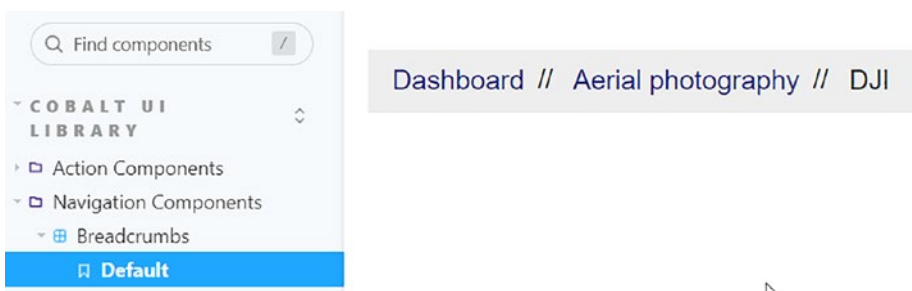 Find components /
Dashboard // Aerial photography // DJI
COBALT UI
LIBRARY
Action Components
Navigation Components
Breadcrumbs
Default